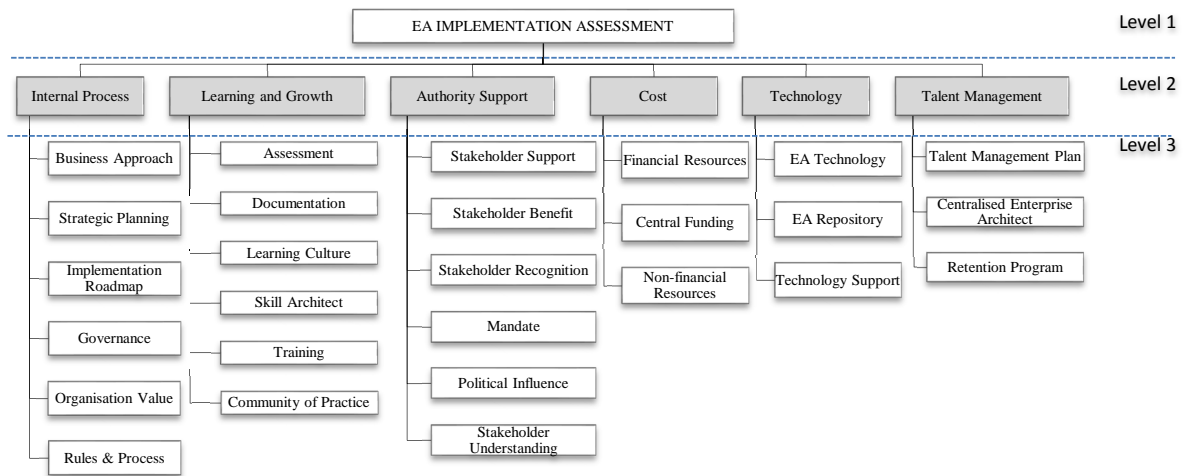 EA IMPLEMENTATION ASSESSMENT
Level 1
Internal Process
Learning and Growth
Authority Support
Cost
Technology
Talent Management
Level 2
Level 3
Business Approach
Strategic Planning
Implementation
Roadmap
Governance
Organisation Value
Rules & Process
Assessment
Documentation
Learning Culture
Skill Architect
Training
Community of Practice
Stakeholder Support
Stakeholder Benefit
Stakeholder Recognition
Mandate
Political Influence
Stakeholder
Understanding
Financial Resources
Central Funding
Non-financial
Resources
EA Technology
EA Repository
Technology Support
Talent Management Plan
Centralised Enterprise
Architect
Retention Program